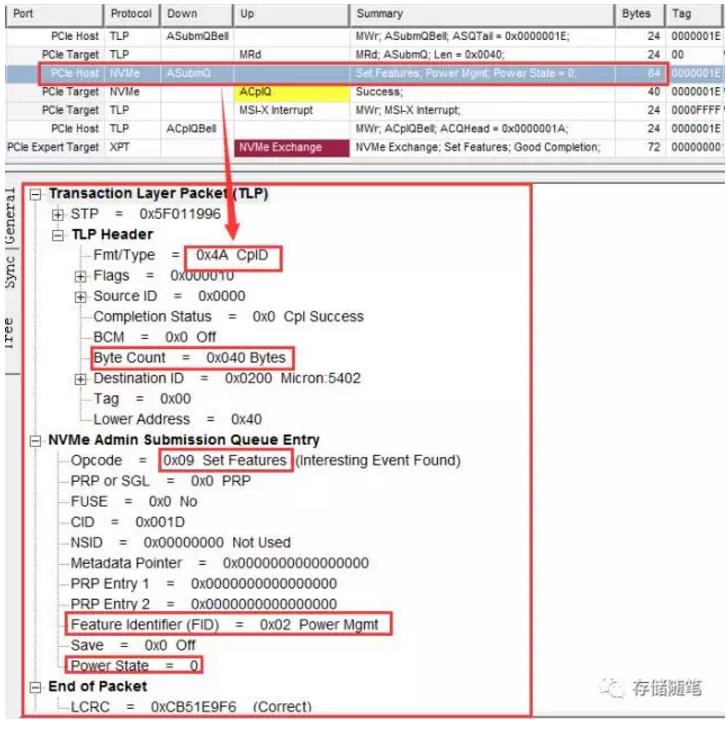 Port Protocol Down Up Summary Bytes Tag
PCIe Host TLP ASubmQBell MWr; ASubmQBell; ASQTail = 0x0000001E; 24 0000001E
PCIe Target TLP MRd MRd; ASubmQ; Len = 0x0040; 24 00
PCIe Host NVMe ASubmQ Set Features; Power Mgmt; Power State = 0; 84 0000001E
PCIe Target NVMe ACplQ Success; 40 0000001E
PCIe Target TLP MSI-X Interrupt MWr; MSI-X Interrupt; 24 0000FFFF
PCIe Host TLP ACplQBell MWr; ACplQBell; ACQHead = 0x0000001A; 24 0000001E
PCIe Expert Target XPT NVMe Exchange NVMe Exchange; Set Features; Good Completion; 72 00000000
General
Sync
Tree
Transaction Layer Packet (TLP)
STP = 0x5F011996
TLP Header
Fmt/Type = 0x4A CplD
Flags = 0x000010
Source ID = 0x0000
Completion Status = 0x0 Cpl Success
BCM = 0x0 Off
Byte Count = 0x040 Bytes
Destination ID = 0x0200 Micron:5402
Tag = 0x00
Lower Address = 0x40
NVMe Admin Submission Queue Entry
Opcode = 0x09 Set Features (Interesting Event Found)
PRP or SGL = 0x0 PRP
FUSE = 0x0 No
CID = 0x001D
NSID = 0x00000000 Not Used
Metadata Pointer = 0x0000000000000000
PRP Entry 1 = 0x0000000000000000
PRP Entry 2 = 0x0000000000000000
Feature Identifier (FID) = 0x02 Power Mgmt
Save = 0x0 Off
Power State = 0
End of Packet
LCRC = 0xCB51E9F6 (Correct)
存储随笔